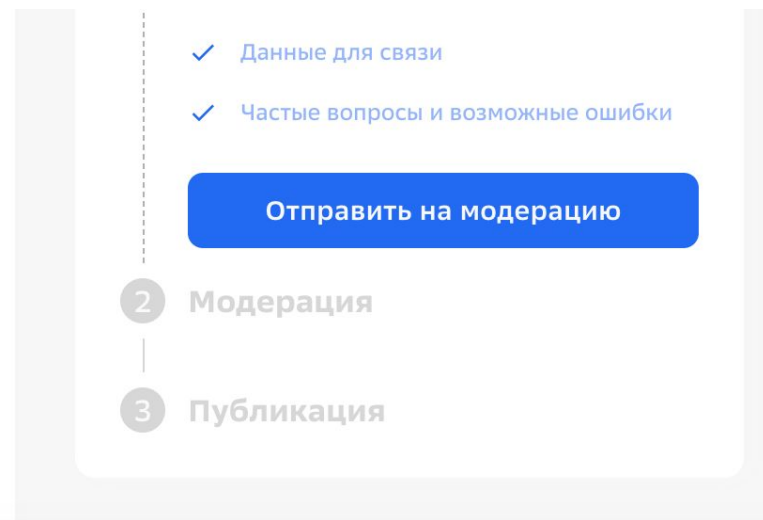 Данные для связи
Частые вопросы и возможные ошибки
Отправить на модерацию
2 Модерация
3 Публикация